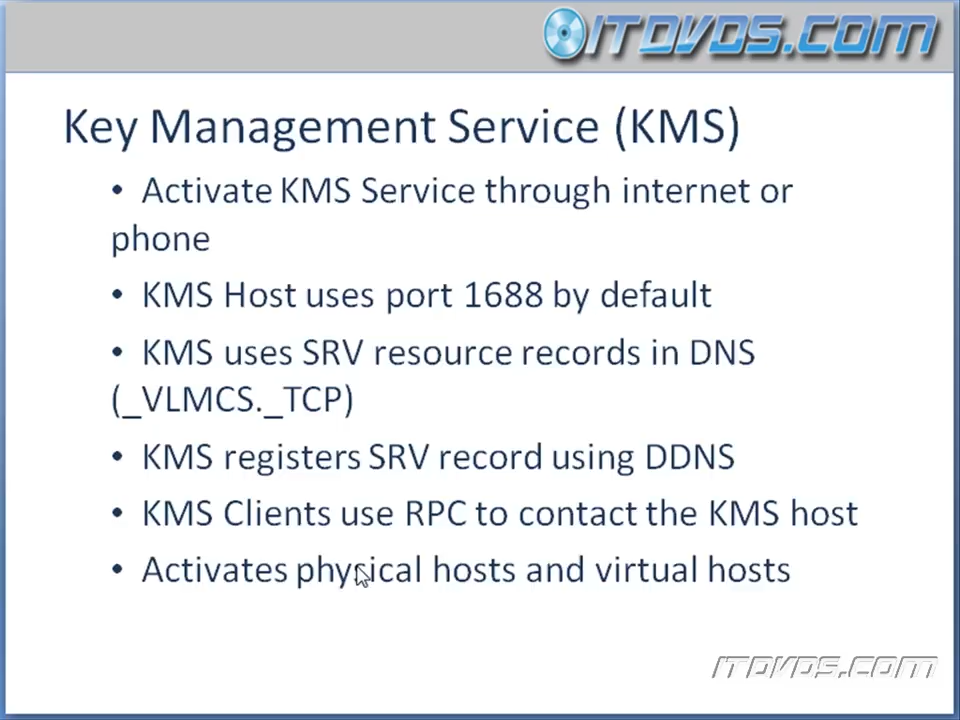 ITDVDS.COM
Key Management Service (KMS)
• Activate KMS Service through internet or
phone
• KMS Host uses port 1688 by default
• KMS uses SRV resource records in DNS
(_VLMCS._TCP)
• KMS registers SRV record using DDNS
• KMS Clients use RPC to contact the KMS host
• Activates physical hosts and virtual hosts
ITDVDS.COM